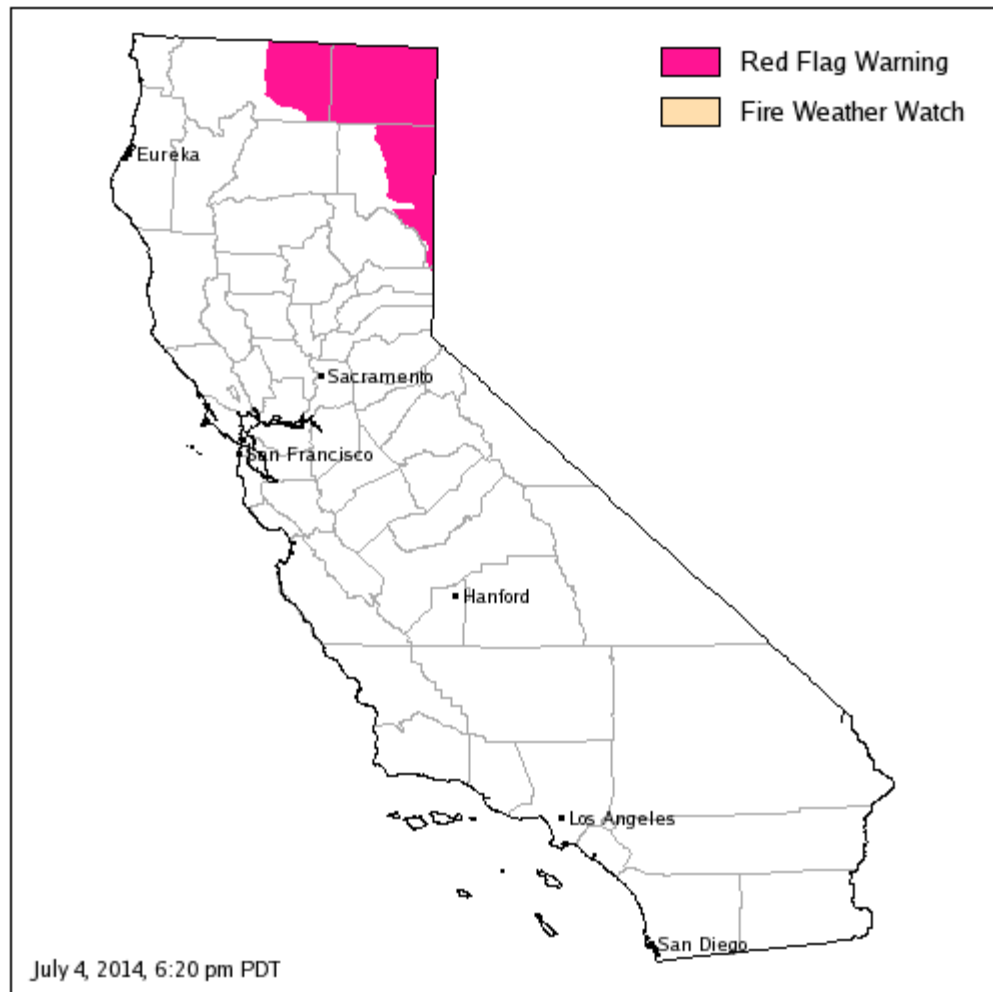 Red Flag Warning
Fire Weather Watch
Eureka
Sacramento
San Francisco
Hanford
Los Angeles
San Diego
July 4, 2014, 6:20 pm PDT